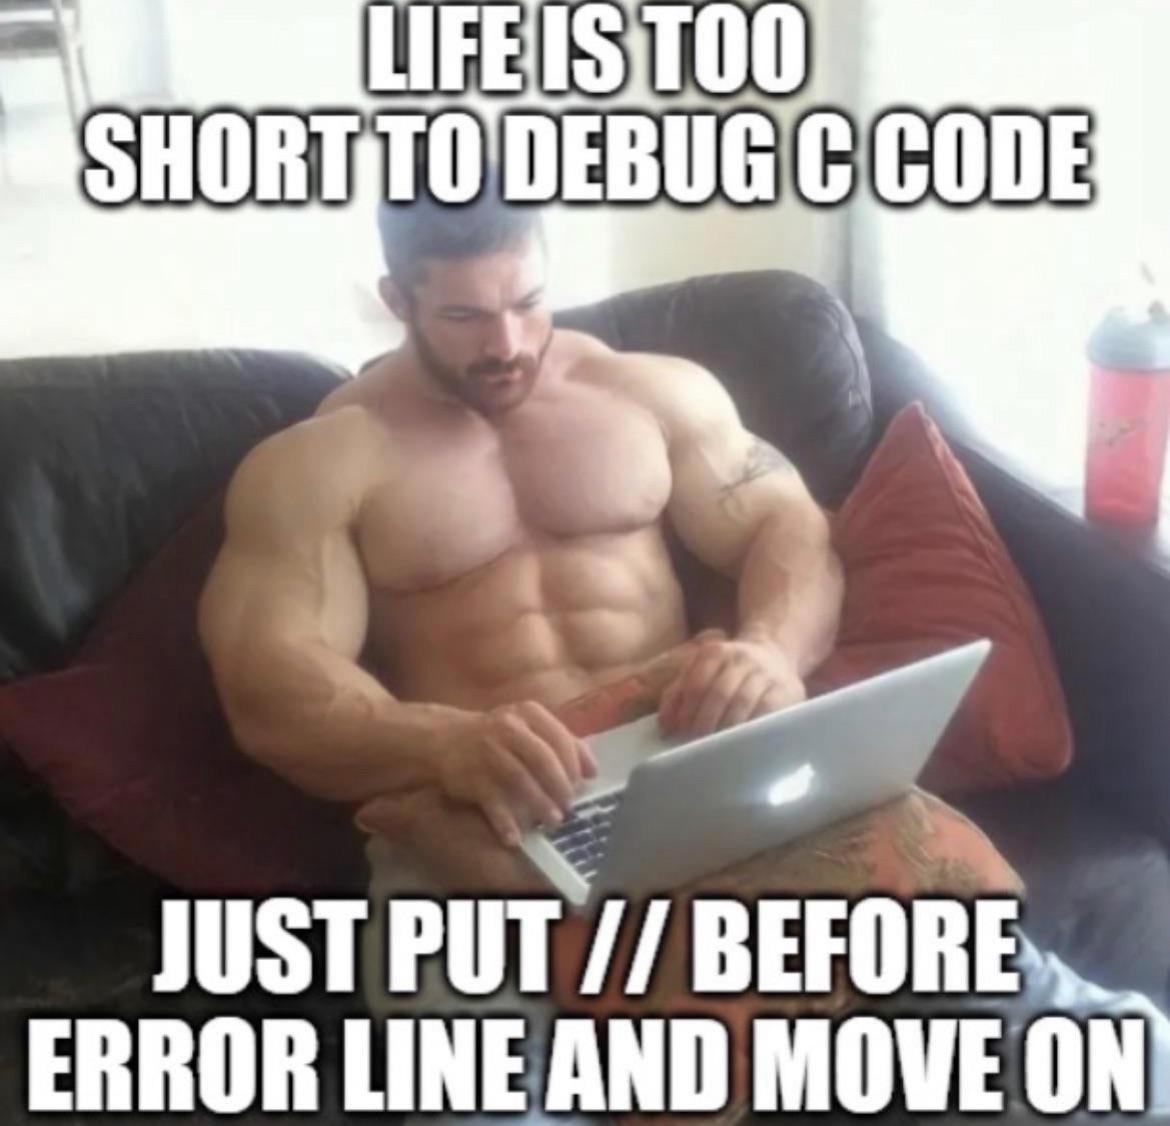 LIFE IS TOO
SHORT TO DEBUG C CODE
JUST PUT // BEFORE
ERROR LINE AND MOVE ON